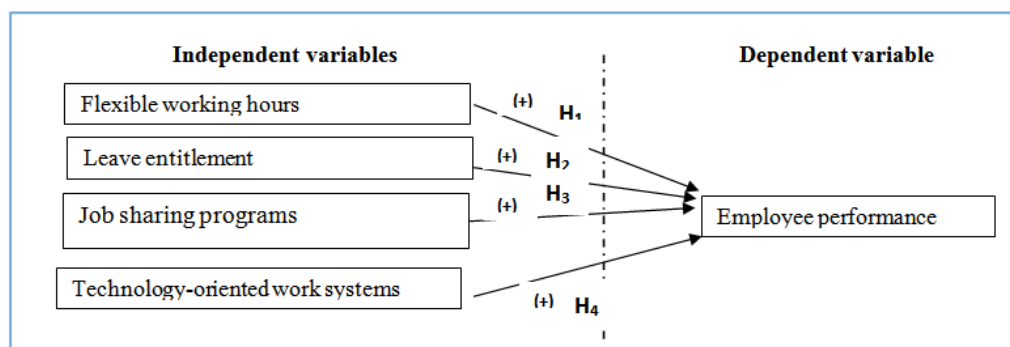 Independent variables
Dependent variable
Flexible working hours
(+) H1
Leave entitlement
(+) H2
Job sharing programs
(+) H3
Employee performance
Technology-oriented work systems
(+) H4